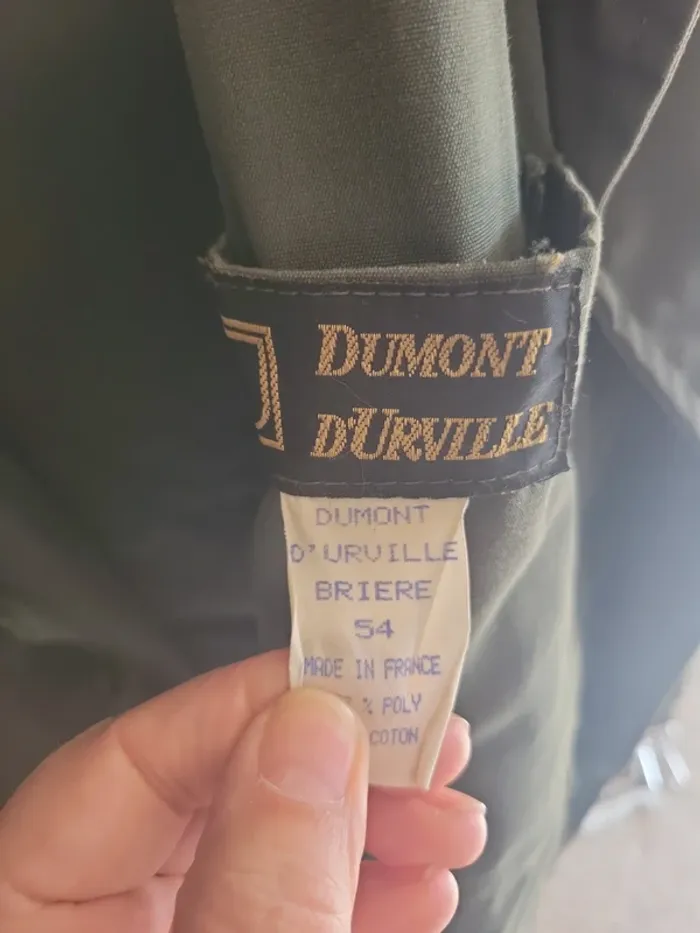 DUMONT
D'URVILLE
DUMONT
D'URVILLE
BRIERE
54
MADE IN FRANCE
% POLY
COTON